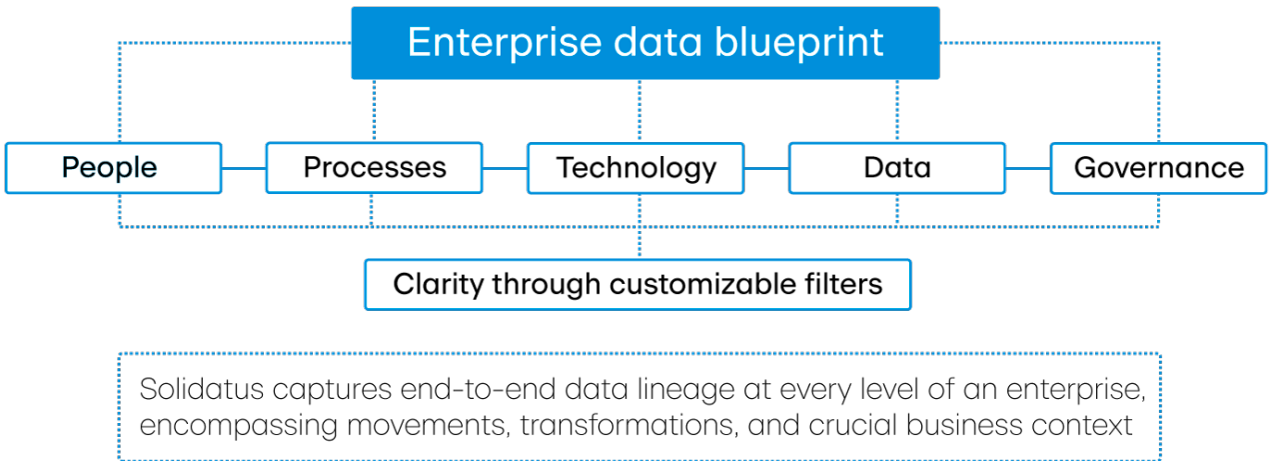 Enterprise data blueprint
People
Processes
Technology
Data
Governance
Clarity through customizable filters
Solidatus captures end-to-end data lineage at every level of an enterprise,
encompassing movements, transformations, and crucial business context